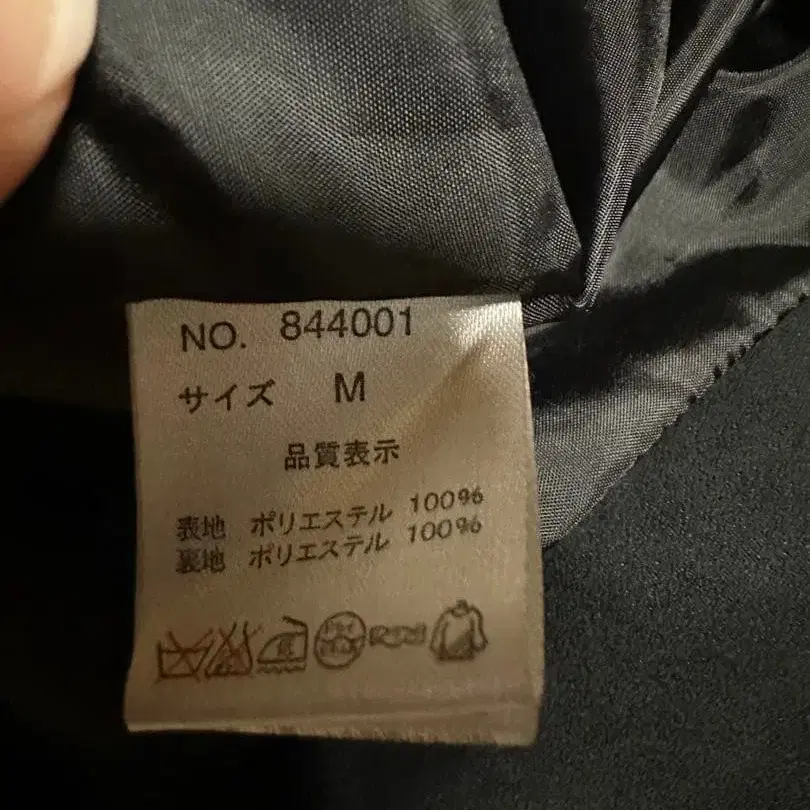 NO. 844001
サイズ M
品質表示
表地 ポリエステル 100%
裏地 ポリエステル 100%